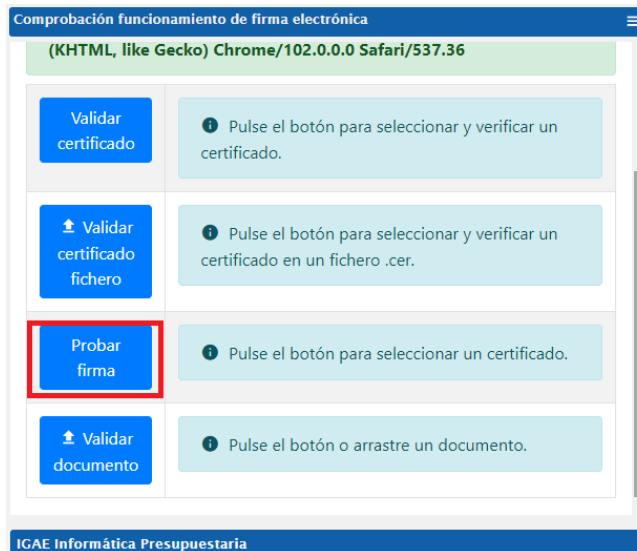 Comprobación funcionamiento de firma electrónica
(KHTML, like Gecko) Chrome/102.0.0.0 Safari/537.36
Validar
certificado
Pulse el botón para seleccionar y verificar un
certificado.
Validar
certificado
fichero
Pulse el botón para seleccionar y verificar un
certificado en un fichero .cer.
Probar
firma
Pulse el botón para seleccionar un certificado.
Validar
documento
Pulse el botón o arrastre un documento.
IGAE Informática Presupuestaria